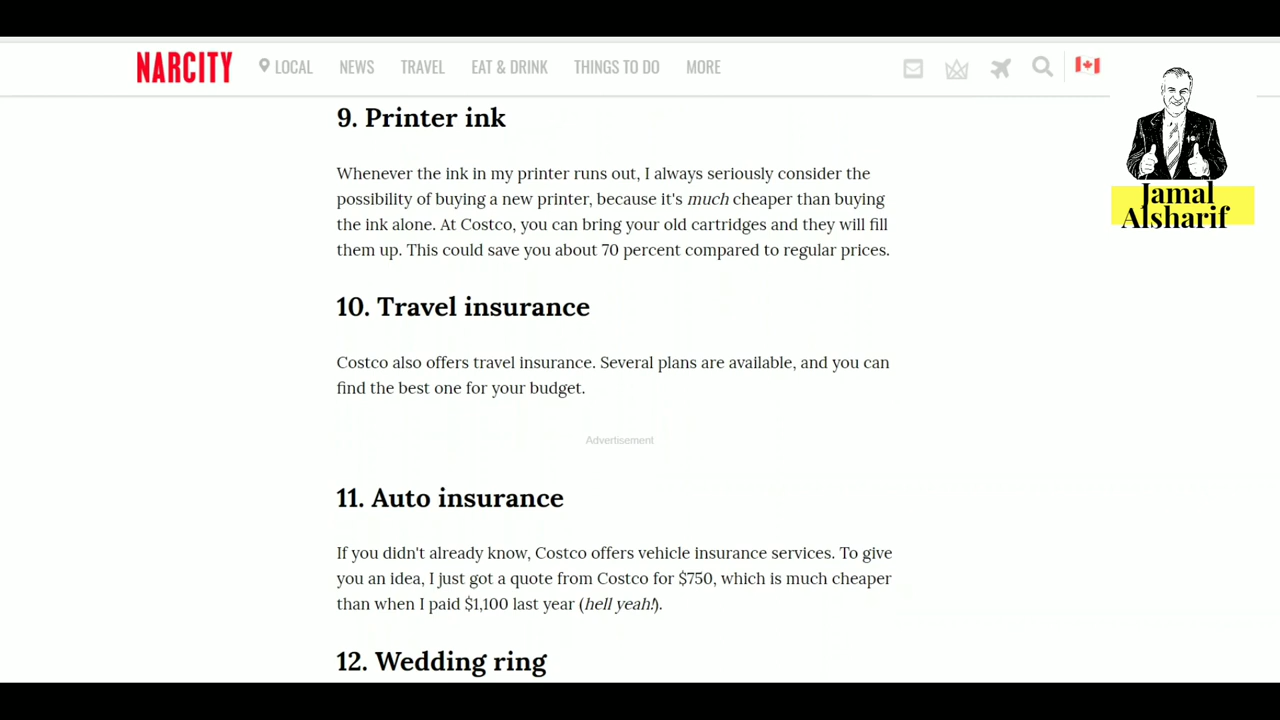 NARCITY
LOCAL
NEWS
TRAVEL
EAT & DRINK
THINGS TO DO
MORE
Jamal
Alsharif
9. Printer ink
Whenever the ink in my printer runs out, I always seriously consider the
possibility of buying a new printer, because it's much cheaper than buying
the ink alone. At Costco, you can bring your old cartridges and they will fill
them up. This could save you about 70 percent compared to regular prices.
10. Travel insurance
Costco also offers travel insurance. Several plans are available, and you can
find the best one for your budget.
Advertisement
11. Auto insurance
If you didn't already know, Costco offers vehicle insurance services. To give
you an idea, I just got a quote from Costco for $750, which is much cheaper
than when I paid $1,100 last year (hell yeah!).
12. Wedding ring